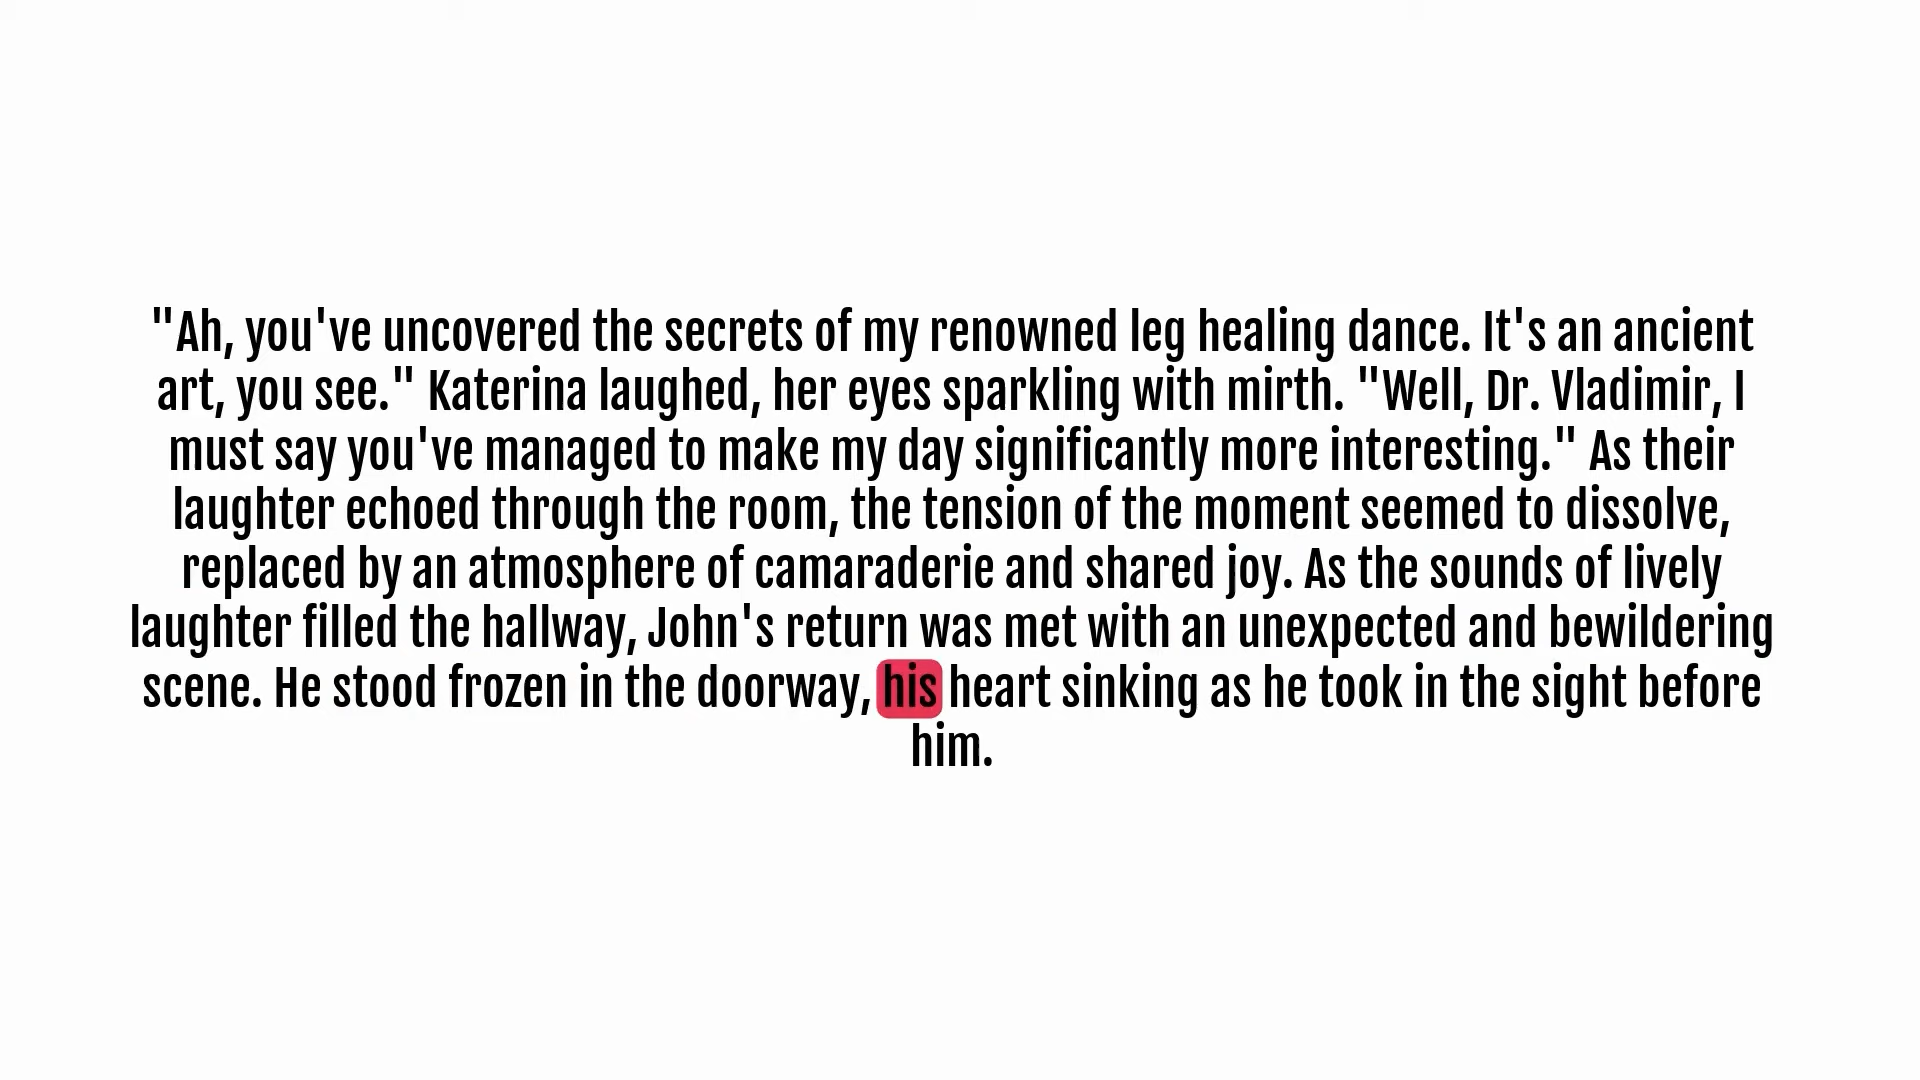 "Ah, you've uncovered the secrets of my renowned leg healing dance. It's an ancient
art, you see." Katerina laughed, her eyes sparkling with mirth. "Well, Dr. Vladimir, I
must say you've managed to make my day significantly more interesting." As their
laughter echoed through the room, the tension of the moment seemed to dissolve,
replaced by an atmosphere of camaraderie and shared joy. As the sounds of lively
laughter filled the hallway, John's return was met with an unexpected and bewildering
scene. He stood frozen in the doorway, his heart sinking as he took in the sight before
him.